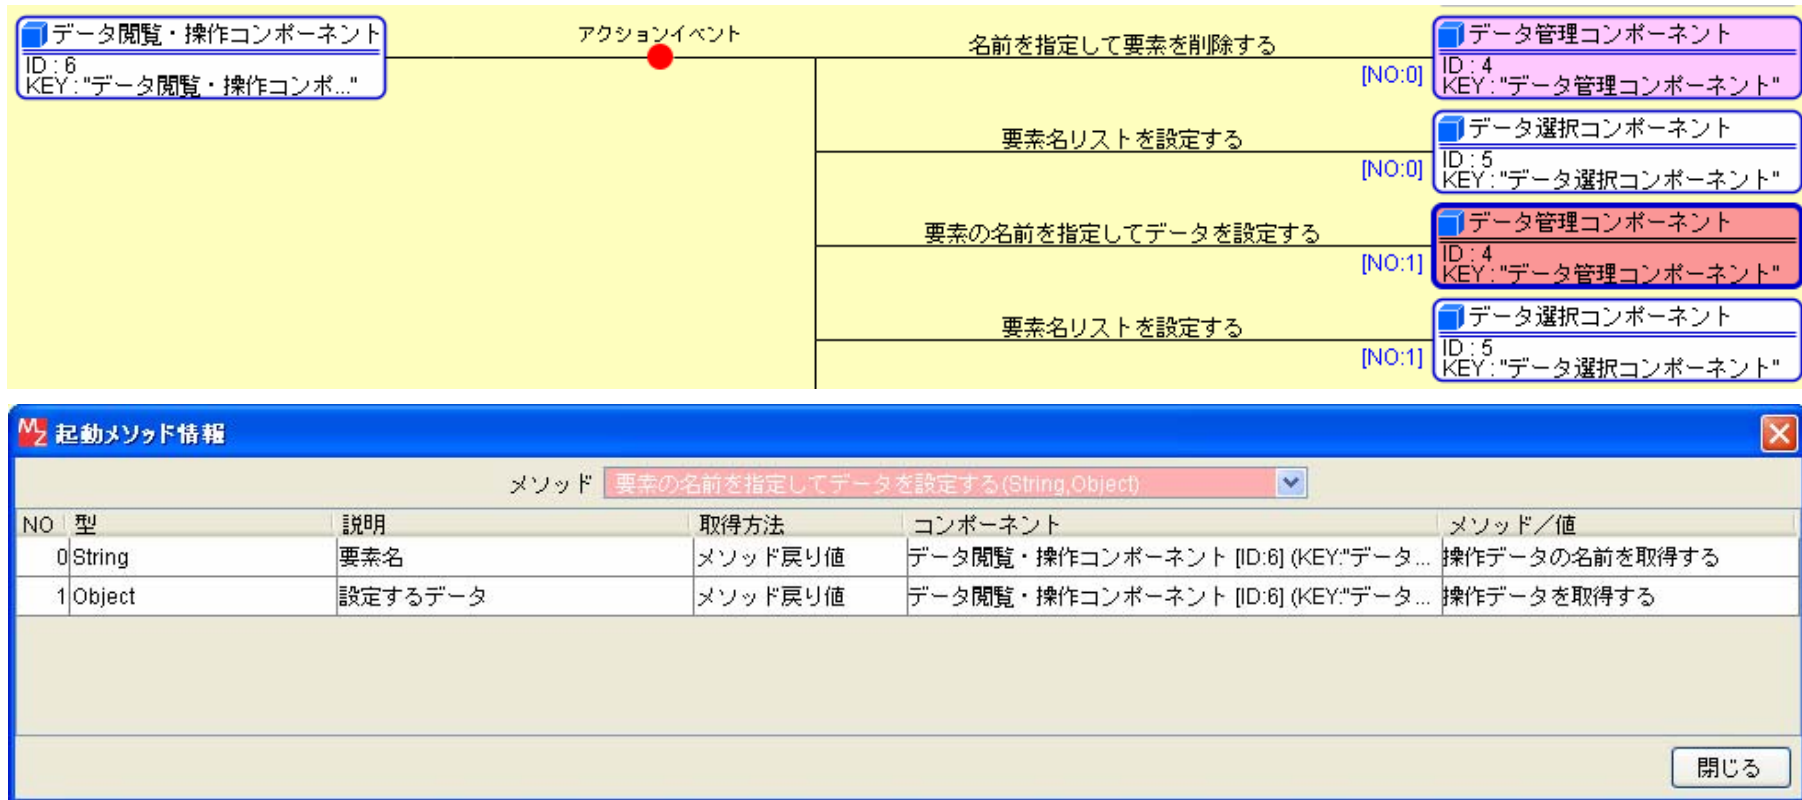 データ閲覧・操作コンポーネント
ID : 6
KEY : "データ閲覧・操作コンポ..."
アクションイベント
名前を指定して要素を削除する
[NO:0]
データ管理コンポーネント
ID : 4
KEY : "データ管理コンポーネント"
要素名リストを設定する
[NO:0]
データ選択コンポーネント
ID : 5
KEY : "データ選択コンポーネント"
要素の名前を指定してデータを設定する
[NO:1]
データ管理コンポーネント
ID : 4
KEY : "データ管理コンポーネント"
要素名リストを設定する
[NO:1]
データ選択コンポーネント
ID : 5
KEY : "データ選択コンポーネント"
MZ 起動メソッド情報
メソッド 要素の名前を指定してデータを設定する(String,Object)
NO 型 説明 取得方法 コンポーネント メソッド／値
0 String 要素名 メソッド戻り値 データ閲覧・操作コンポーネント [ID:6] (KEY:"データ... 操作データの名前を取得する
1 Object 設定するデータ メソッド戻り値 データ閲覧・操作コンポーネント [ID:6] (KEY:"データ... 操作データを取得する
閉じる